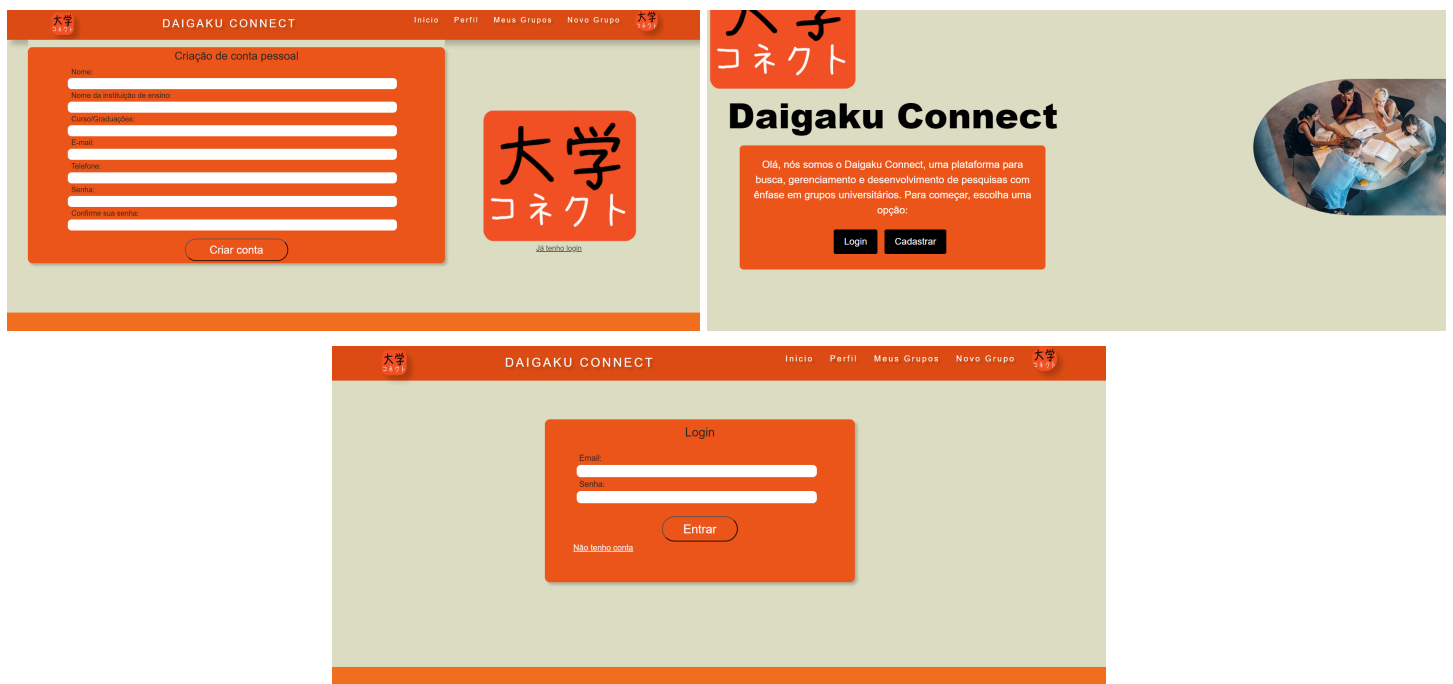 大学
コネクト
DAIGAKU CONNECT
Inicio Perfil Meus Grupos Novo Grupo
大学
コネクト
Criação de conta pessoal
Nome:
Nome da instituição de ensino:
Curso/Graduações:
E-mail:
Telefone:
Senha:
Confirme sua senha:
Criar conta
大学
コネクト
Já tenho login
大学
コネクト
Daigaku Connect
Olá, nós somos o Daigaku Connect, uma plataforma para
busca, gerenciamento e desenvolvimento de pesquisas com
ênfase em grupos universitários. Para começar, escolha uma
opção:
Login Cadastrar
大学
コネクト
DAIGAKU CONNECT
Inicio Perfil Meus Grupos Novo Grupo
大学
コネクト
Login
Email:
Senha:
Entrar
Não tenho conta